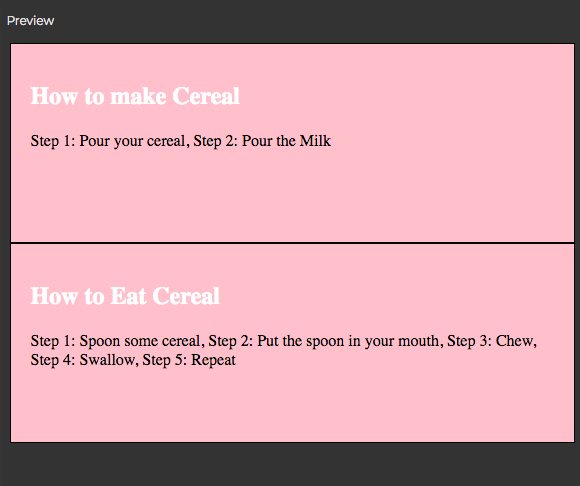 Preview
How to make Cereal
Step 1: Pour your cereal, Step 2: Pour the Milk
How to Eat Cereal
Step 1: Spoon some cereal, Step 2: Put the spoon in your mouth, Step 3: Chew,
Step 4: Swallow, Step 5: Repeat